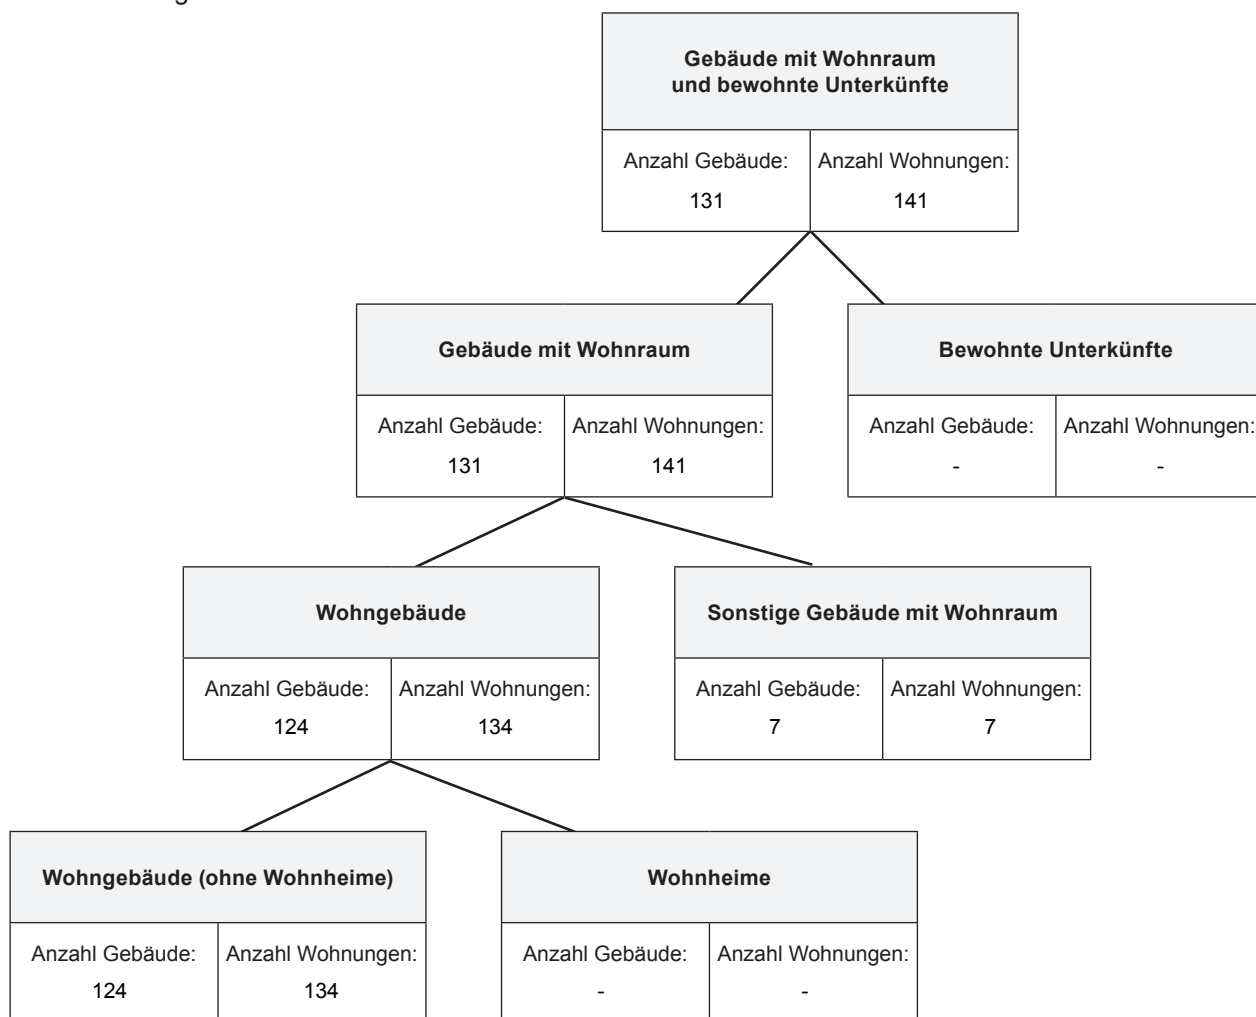 Gebäude mit Wohnraum
und bewohnte Unterkünfte
Anzahl Gebäude: Anzahl Wohnungen:
131 141
Gebäude mit Wohnraum Bewohnte Unterkünfte
Anzahl Gebäude: Anzahl Wohnungen: Anzahl Gebäude: Anzahl Wohnungen:
131 141 - -
Wohngebäude Sonstige Gebäude mit Wohnraum
Anzahl Gebäude: Anzahl Wohnungen: Anzahl Gebäude: Anzahl Wohnungen:
124 134 7 7
Wohngebäude (ohne Wohnheime) Wohnheime
Anzahl Gebäude: Anzahl Wohnungen: Anzahl Gebäude: Anzahl Wohnungen:
124 134 - -